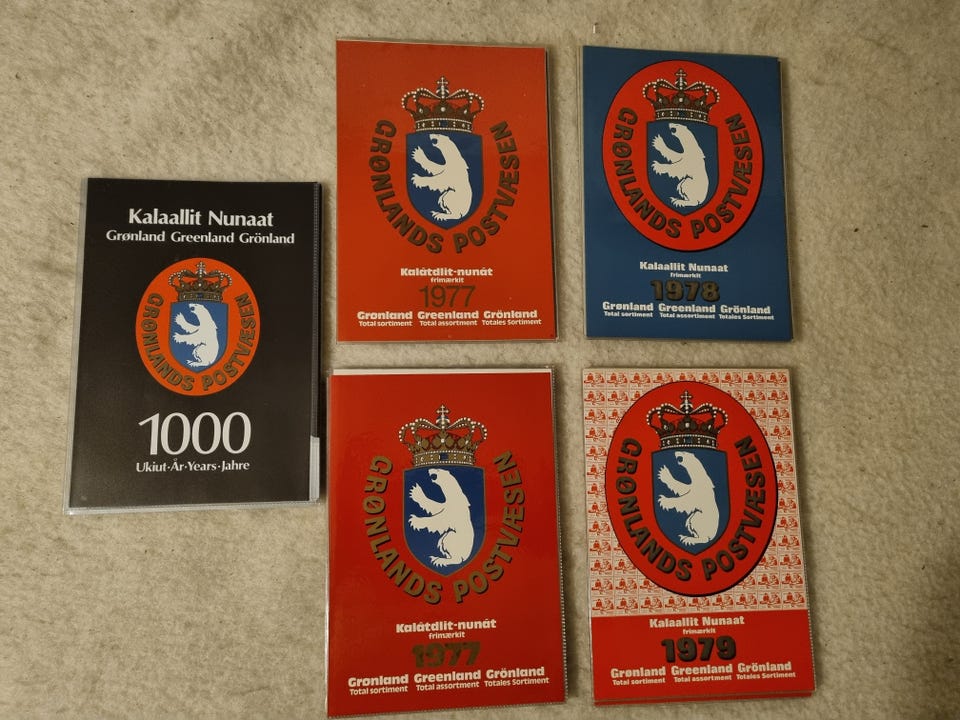 Kalaallit Nunaat
Grønland Greenland Grönland
GRØNLANDS POSTVÆSEN
1000
Ukiut·År·Years·Jahre
GRØNLANDS POSTVÆSEN
Kalâtdlit-nunât
frimærkit
1977
Grønland Greenland Grönland
Total sortiment Total assortment Totales Sortiment
GRØNLANDS POSTVÆSEN
Kalaallit Nunaat
frimærkit
1978
Grønland Greenland Grönland
Total sortiment Total assortment Totales Sortiment
GRØNLANDS POSTVÆSEN
Kalâtdlit-nunât
frimærkit
1977
Grønland Greenland Grönland
Total sortiment Total assortment Totales Sortiment
GRØNLANDS POSTVÆSEN
Kalaallit Nunaat
frimærkit
1979
Grønland Greenland Grönland
Total sortiment Total assortment Totales Sortiment